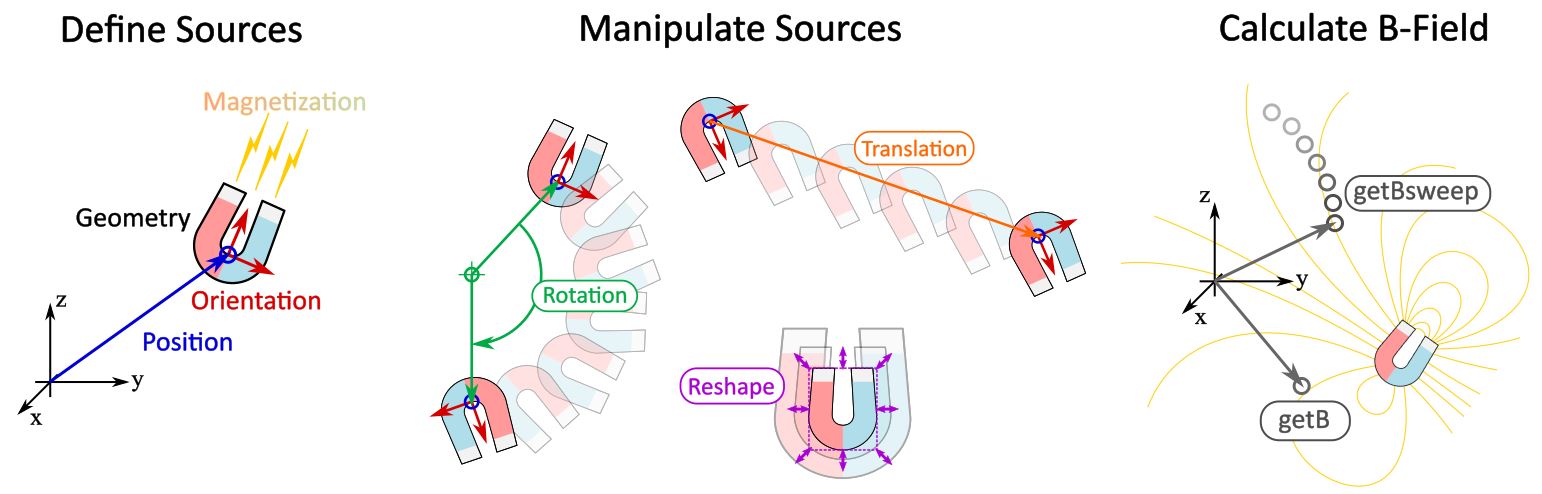 Define Sources
Manipulate Sources
Calculate B-Field
Magnetization
Geometry
Orientation
Position
z
y
x
Rotation
Translation
Reshape
getBsweep
z
y
x
getB